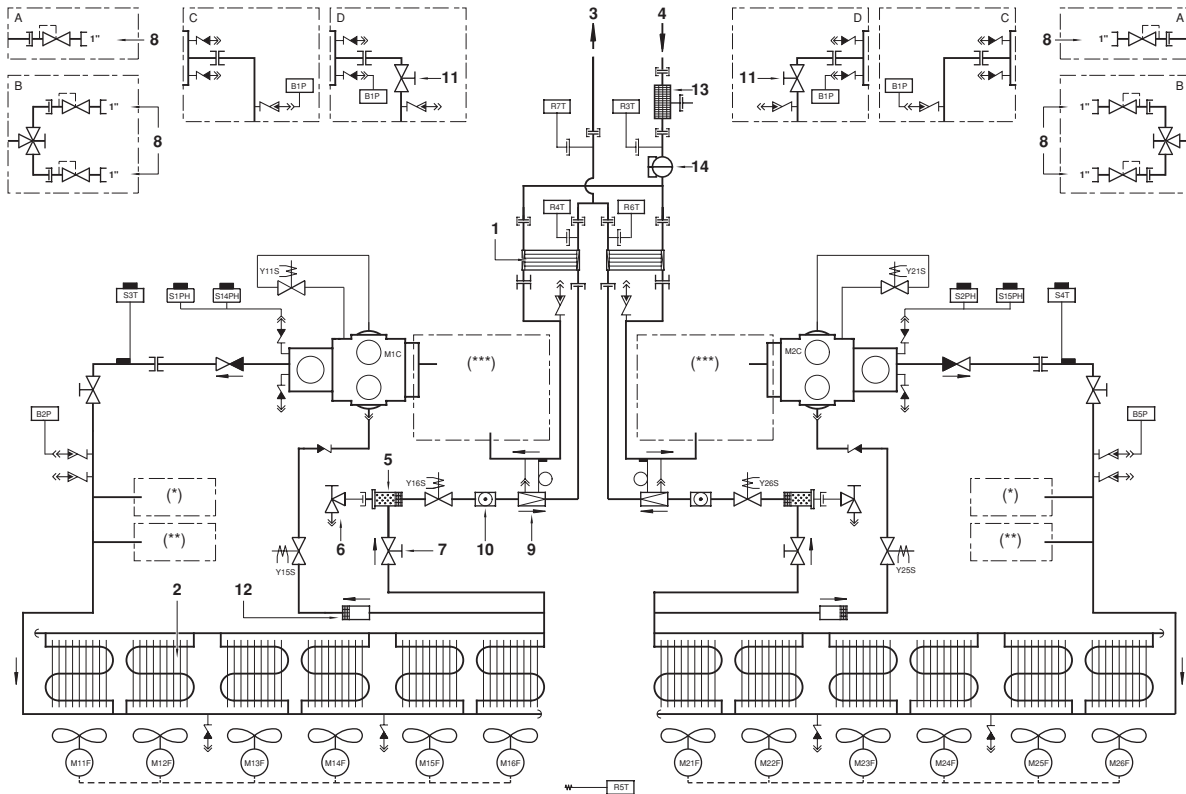 A
C
D
3
4
D
C
A
1"
8
8
1"
B1P
11
11
B1P
B1P
B1P
13
B
1"
8
1"
R7T
R3T
14
B
1"
8
1"
R4T
R6T
1
Y11S
Y21S
S3T
S1PH
S14PH
S2PH
S15PH
S4T
M1C
(***)
(***)
M2C
B2P
B5P
5
Y16S
Y26S
(*)
(*)
(**)
6
7
10
9
(**)
Y15S
Y25S
2
12
M11F
M12F
M13F
M14F
M15F
M16F
M21F
M22F
M23F
M24F
M25F
M26F
R5T